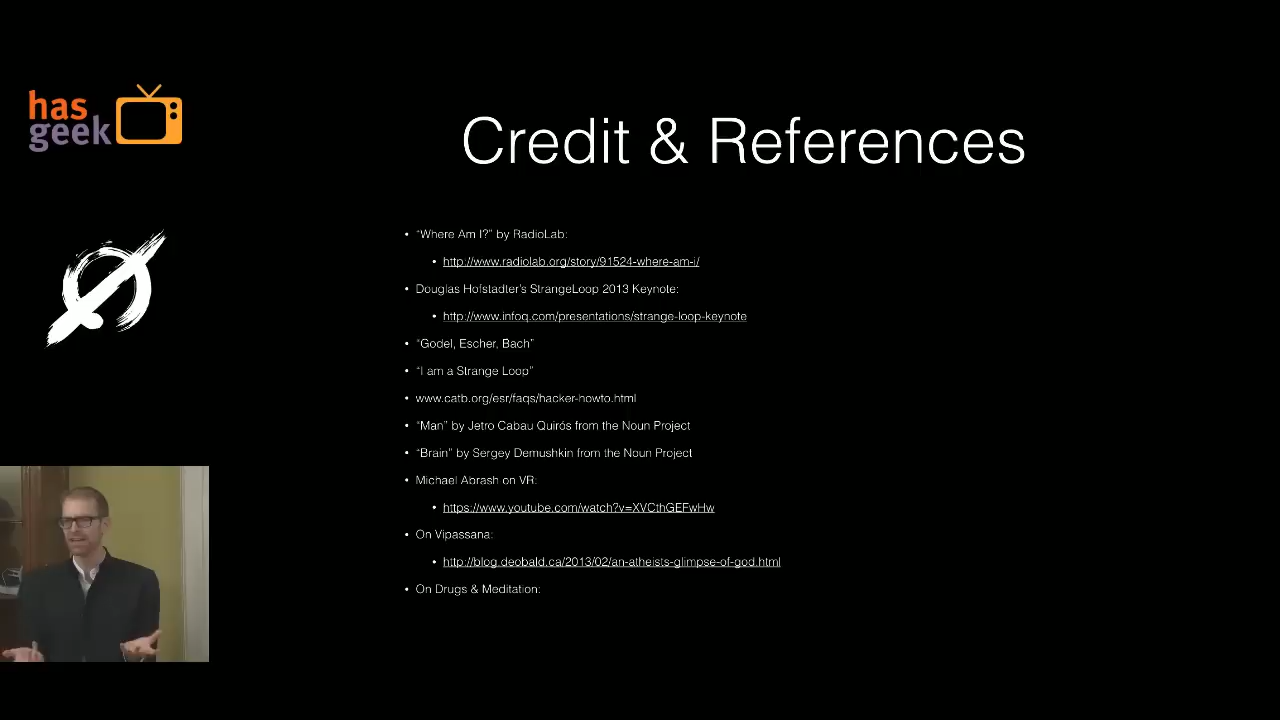 has
geek
Credit & References
• “Where Am I?” by RadioLab:
• http://www.radiolab.org/story/91524-where-am-i/
• Douglas Hofstadter’s StrangeLoop 2013 Keynote:
• http://www.infoq.com/presentations/strange-loop-keynote
• “Godel, Escher, Bach”
• “I am a Strange Loop”
• www.catb.org/esr/faqs/hacker-howto.html
• “Man” by Jetro Cabau Quirós from the Noun Project
• “Brain” by Sergey Demushkin from the Noun Project
• Michael Abrash on VR:
• https://www.youtube.com/watch?v=XVCthGEFwHw
• On Vipassana:
• http://blog.deobald.ca/2013/02/an-atheists-glimpse-of-god.html
• On Drugs & Meditation: